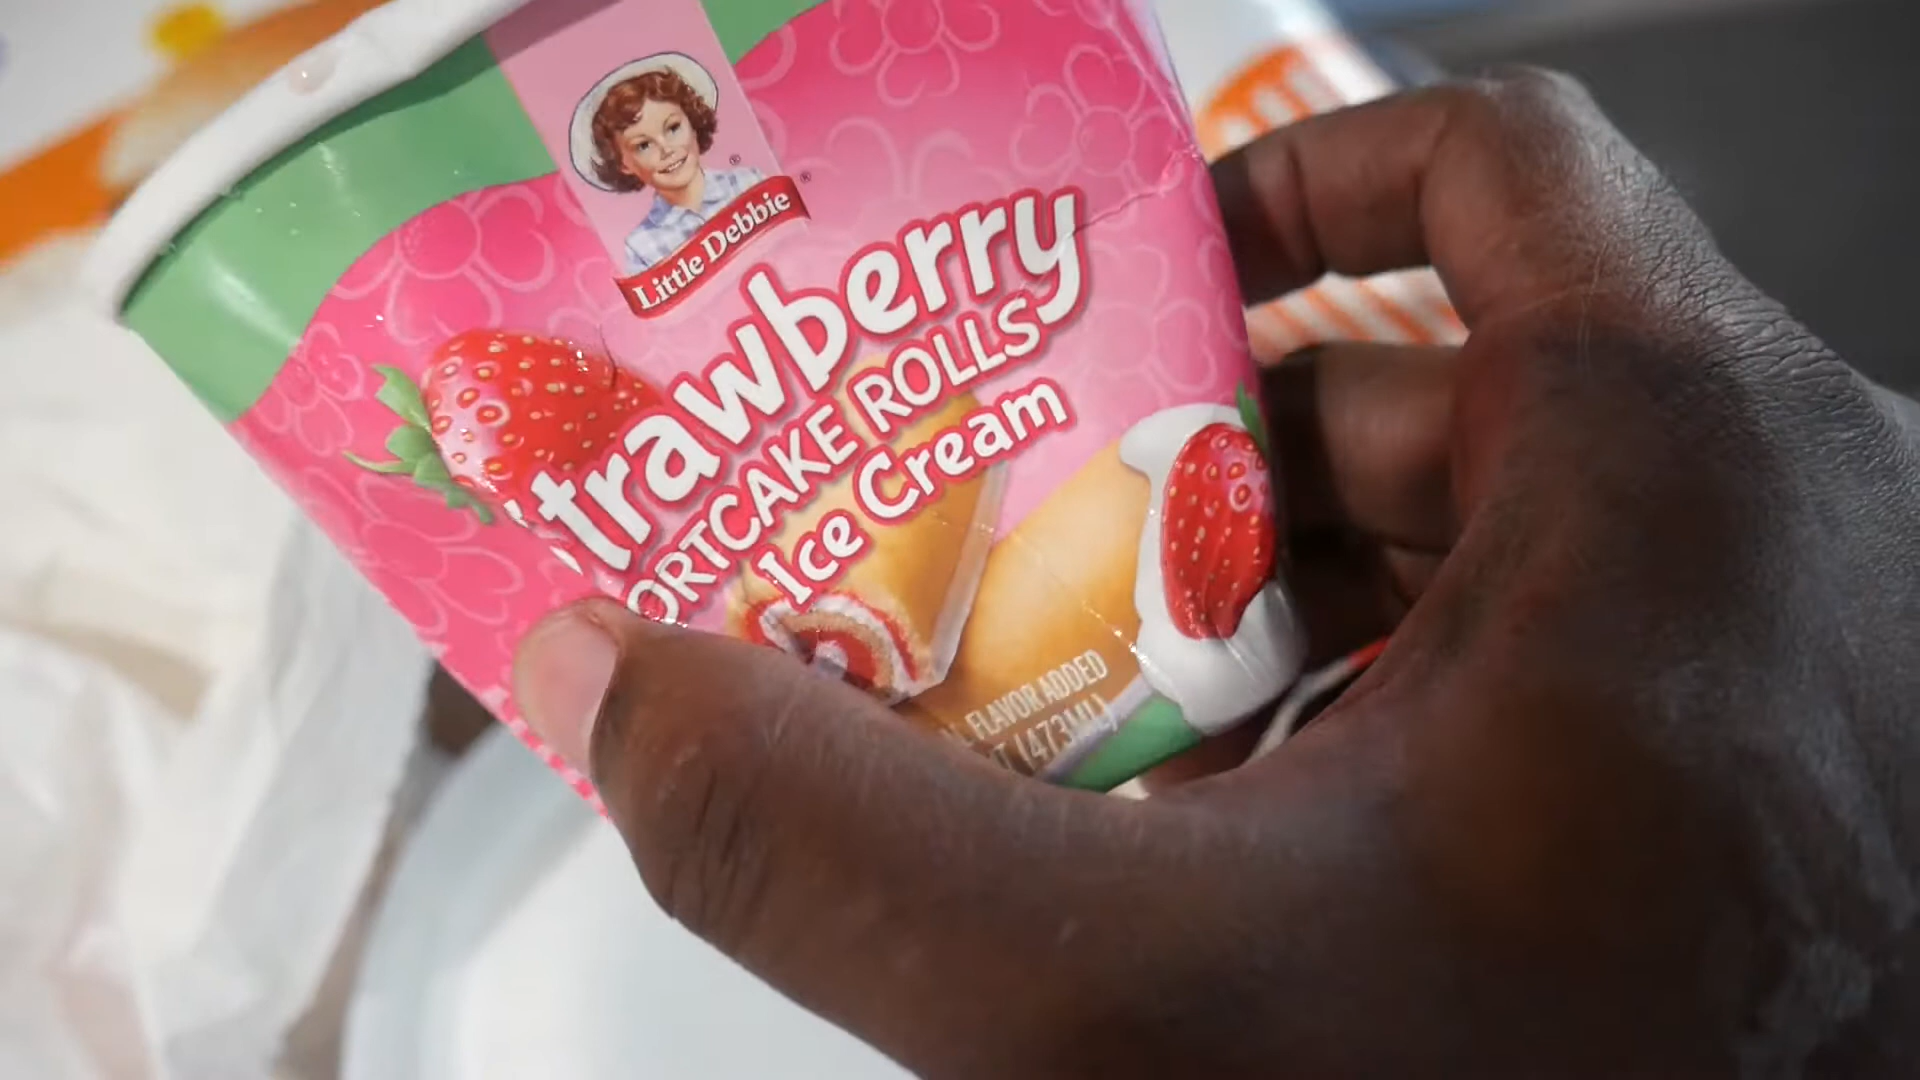 Little Debbie
trawberry
ORTCAKE ROLLS
Ice Cream
FLAVOR ADDED
(473ML)